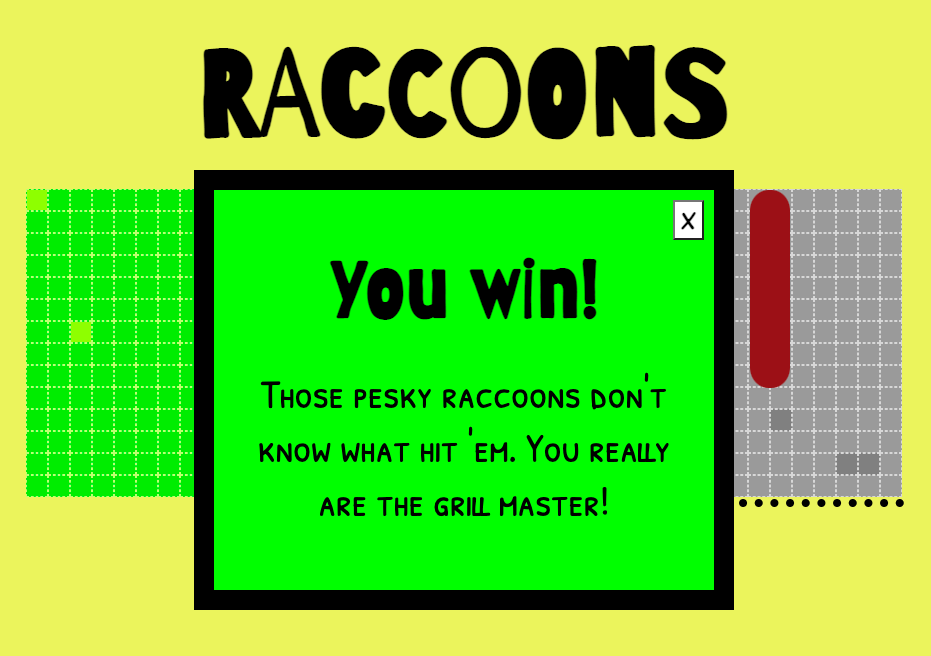 RACCOONS
X
You win!
Those pesky raccoons don't
know what hit 'em. You really
are the grill master!